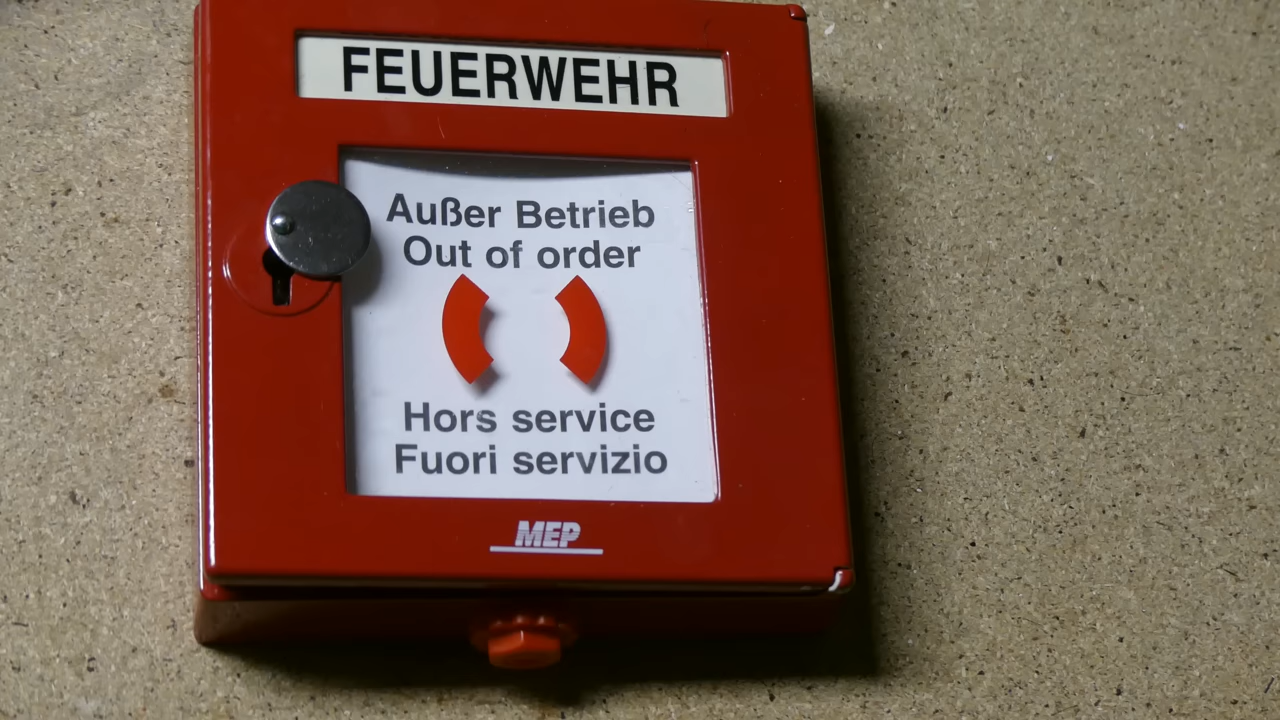 FEUERWEHR
Außer Betrieb
Out of order
Hors service
Fuori servizio
MEP